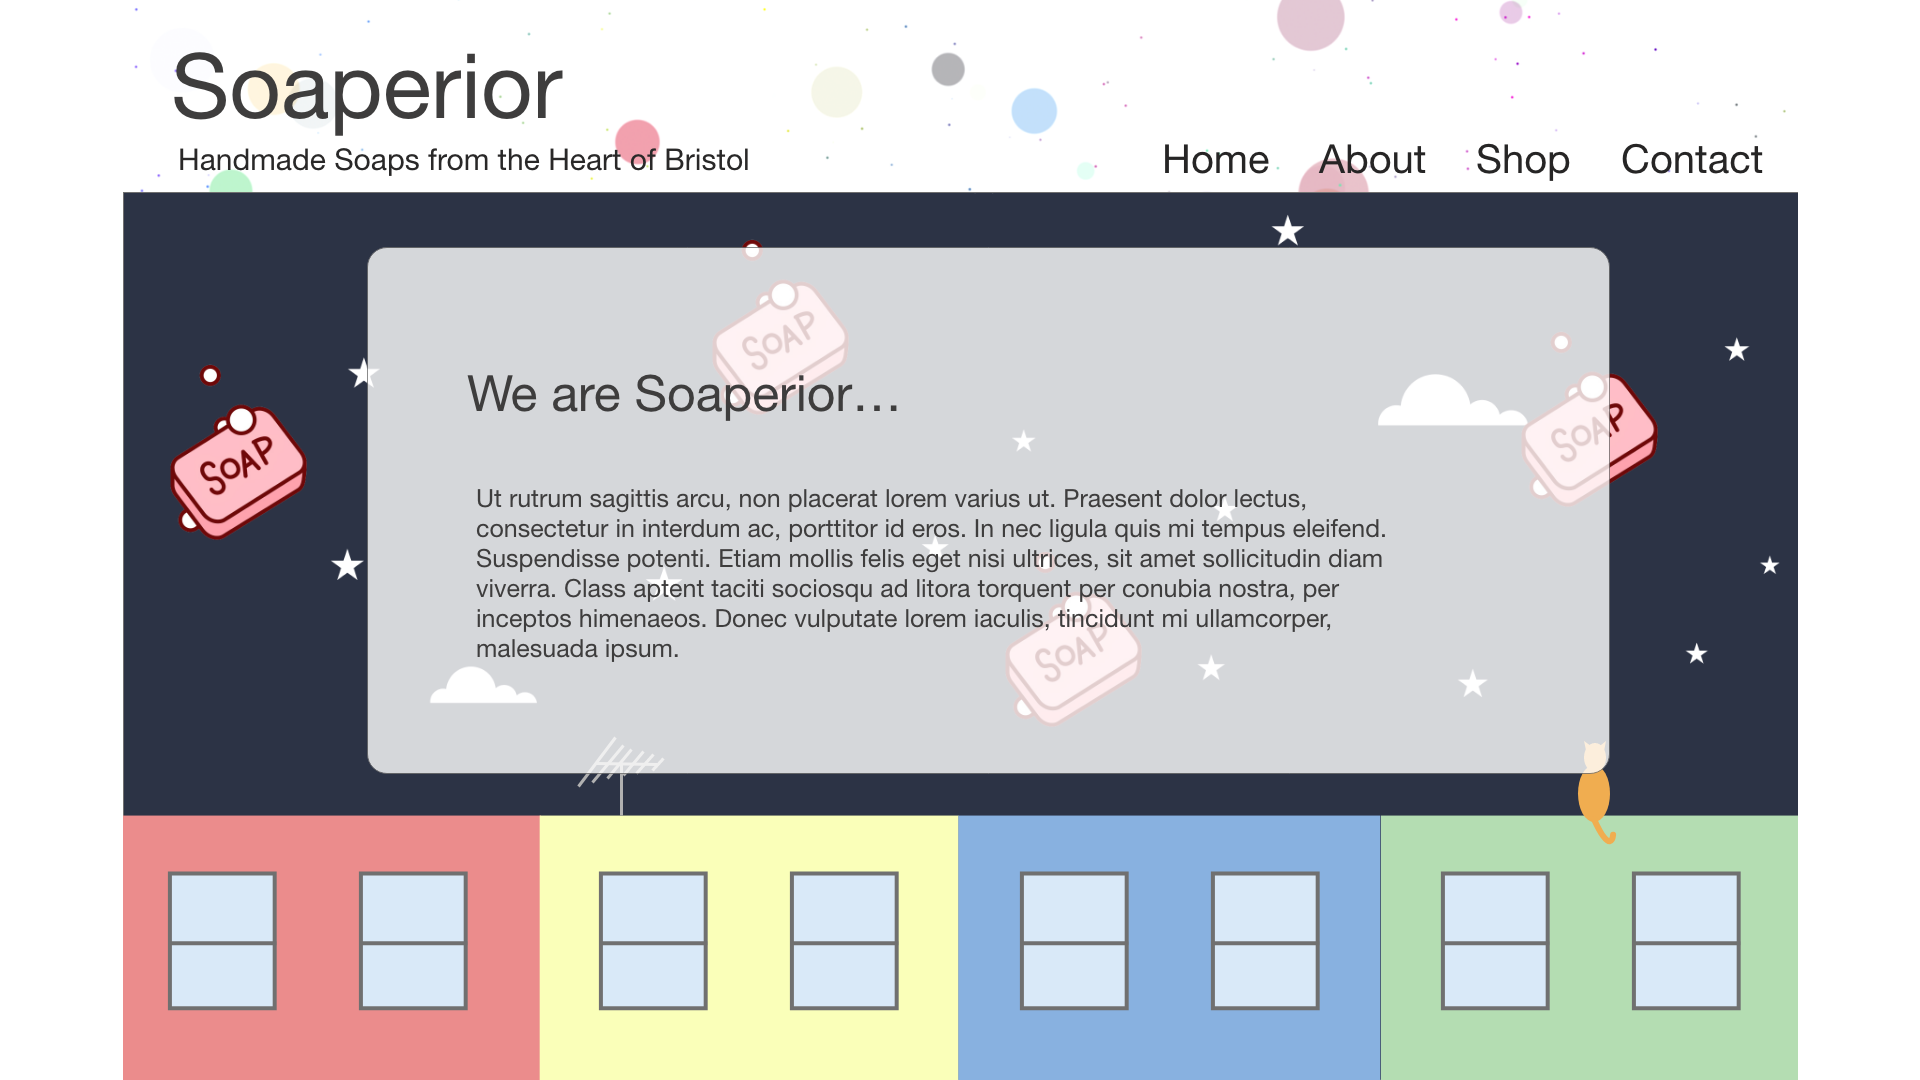 Soaperior
Handmade Soaps from the Heart of Bristol
Home About Shop Contact
SOAP
We are Soaperior…
SOAP
SOAP
Ut rutrum sagittis arcu, non placerat lorem varius ut. Praesent dolor lectus,
consectetur in interdum ac, porttitor id eros. In nec ligula quis mi tempus eleifend.
Suspendisse potenti. Etiam mollis felis eget nisi ultrices, sit amet sollicitudin diam
viverra. Class aptent taciti sociosqu ad litora torquent per conubia nostra, per
inceptos himenaeos. Donec vulputate lorem iaculis, tincidunt mi ullamcorper,
malesuada ipsum.
SOAP